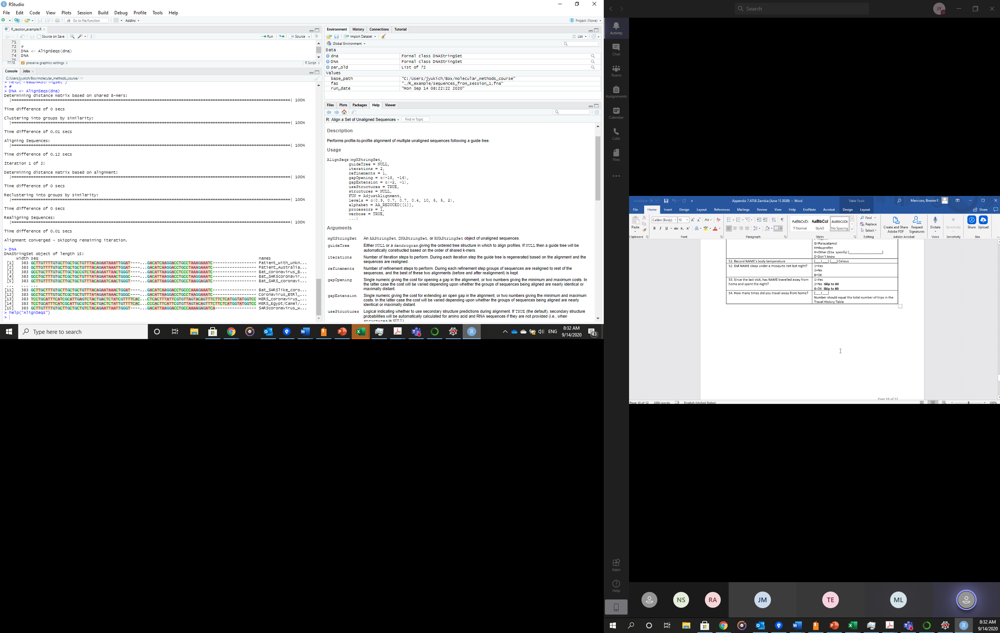 RStudio
File Edit Code View Plots Session Build Debug Profile Tools Help
Go to file/function Addins Project: (None)
R_session_example.R
Source on Save Run Source
71
72 #
73 DNA <- AlignSeqs(dna)
74 DNA
75
77:78 preserve graphics settings R Script
Console Jobs
C:/Users/jyukich/Box/molecular_methods_course/
> help("readDNAStringSet")
> #
> DNA <- AlignSeqs(dna)
Determining distance matrix based on shared 8-mers:
|==========| 100%
Time difference of 0 secs
Clustering into groups by similarity:
|==========| 100%
Time difference of 0.01 secs
Aligning Sequences:
|==========| 100%
Time difference of 0.12 secs
Iteration 1 of 2:
Determining distance matrix based on alignment:
|==========| 100%
Time difference of 0 secs
Reclustering into groups by similarity:
|==========| 100%
Time difference of 0 secs
Realigning Sequences:
|==========| 100%
Time difference of 0.01 secs
Alignment converged - skipping remaining iteration.
> DNA
DNAStringSet object of length 15:
width seq names
[1] 383 GCTTGTTTTGTGCTTGCTGCTGTTTACAGAATAAATTGGAT----...GACATCAAGGACCTGCCTAAAGAAATC------------------ Patient_with_unkn...
[2] 383 GCTTGTTTTGTGCTTGCTGCTGTTTACAGAATAAATTGGAT----...GACATCAAGGACCTGCCTAAAGAAATC------------------ Patient_Australia...
[3] 383 GCCTGCTTTGTGCTTGCTGCCGTCTACAGAATTAACTGGGT----...GACATTAAGGACCTCCCTAAAGAAATC------------------ Bat_coronavirus_B...
[4] 383 GCCTGCTTTGTGCTCGCTGCTGTTTATAGAATAAACTGGGC----...GACATTAAGGACCTGCCTAAGGAAATC------------------ Bat_SARScoronavir...
[5] 383 GCTTGTTTTGTGCTTGCTGCTGTTTACAGAATCAACTGGGT----...GACATTAAGGACCTGCCTAAGGAGATC------------------ Bat_SARS_coronavi...
... ... ...
[11] 383 GCTTGCTTTGTGCTTGCTGCTGTTTACAGAATAAACTGGAT----...GACATCAAGGACCTGCCCAAAGAAATC------------------ Bat_SARSlike_coro...
[12] 383 GCCTGCTTTGTGCTCGCTGCTGTTTATAGAATAAACTGGGC----...GACATTAAGGACCTGCCTAAGGAAATC------------------ Coronavirus_BtRl_...
[13] 383 TCCTGCATTTCATCGCATTGAGTCTACTGACTCTATCGTTTTCAC...CTCACTTTATTCGTGTTAGTACAGTTTCTTCTCATGGTATGGTCC MERS_coronavirus_...
[14] 383 TCCTGCATTTCATCGCATTGCGTCTACTGACTCTATTGTTTTCAC...CCCACTTCATTCGTGTTAGTACAGTTTCTTCTCATGGTATGGTCC MERS_Egypt/Camel/...
[15] 383 GCTTGTTTTGTGCTTGCTGCTGTCTACAGAATTAATTGGGT----...GACATTAAGGACCTGCCAAAAGAGATCA----------------- SARScoronavirus_w...
> help("AlignSeqs")
>
Environment History Connections Tutorial
Import Dataset List
Global Environment
Data
dna Formal class DNAStringSet
DNA Formal class DNAStringSet
par_old List of 72
Values
base_path "C:/Users/jyukich/Box/molecular_methods_course"
fas "./R_example/sequences_from_session_1.fna"
run_date "Mon Sep 14 08:22:22 2020"
Files Plots Packages Help Viewer
R: Align a Set of Unaligned Sequences Find in Topic
Description
Performs profile-to-profile alignment of multiple unaligned sequences following a guide tree.
Usage
AlignSeqs(myXStringSet,
guideTree = NULL,
iterations = 2,
refinements = 1,
gapOpening = c(-18, -16),
gapExtension = c(-2, -1),
useStructures = TRUE,
structures = NULL,
FUN = AdjustAlignment,
levels = c(0.9, 0.7, 0.7, 0.4, 10, 5, 5, 2),
alphabet = AA_REDUCED[[1]],
processors = 1,
verbose = TRUE,
...)
Arguments
myXStringSet An AAStringSet, DNAStringSet, or RNAStringSet object of unaligned sequences.
guideTree Either NULL or a dendrogram giving the ordered tree structure in which to align profiles. If NULL then a guide tree will be
automatically constructed based on the order of shared k-mers.
iterations Number of iteration steps to perform. During each iteration step the guide tree is regenerated based on the alignment and the
sequences are realigned.
refinements Number of refinement steps to perform. During each refinement step groups of sequences are realigned to rest of the
sequences, and the best of these two alignments (before and after realignment) is kept.
gapOpening Single numeric giving the cost for opening a gap in the alignment, or two numbers giving the minimum and maximum costs. In
the latter case the cost will be varied depending upon whether the groups of sequences being aligned are nearly identical or
maximally distant.
gapExtension Single numeric giving the cost for extending an open gap in the alignment, or two numbers giving the minimum and maximum
costs. In the latter case the cost will be varied depending upon whether the groups of sequences being aligned are nearly
identical or maximally distant.
useStructures Logical indicating whether to use secondary structure predictions during alignment. If TRUE (the default), secondary structure
probabilities will be automatically calculated for amino acid and RNA sequences if they are not provided (i.e., when
structures is NULL).
Type here to search
ENG
8:32 AM
9/14/2020
43
Search
JY
Activity
Chat
Teams
Assignments
Calendar
Calls
Files
Apps
Help
AutoSave Off Appendix 7 ATSB Zambia (June 15 2020) - Word Table Tools Mancuso, Brooke E
File Home Insert Design Layout References Mailings Review View Help EndNote Acrobat Design Layout Share
Paste
Calibri (Body) 10
AaBbCcDc AaBbCcI AaBbCcDc
¶ Normal Style5 No Spacing
Find
Replace
Select
Create and Share Adobe PDF
Request Signatures
Dictate
Sensitivity
Share Upload
Clipboard Font Paragraph Styles Editing Adobe Acrobat Voice Sensitivity Box
G=Paracetamol
H=Ibuprofen
X=Other (51a. specify) (____________)
Z=Don't know
52. Record NAME's body temperature [___|___].[___] Celsius
52. Did NAME sleep under a mosquito net last night? 1=Yes
2=No
8=DK
53. Since the last visit, has NAME travelled away from
home and spent the night?
1=Yes
2=No Skip to 80
8=DK Skip to 80
54. How many times did you travel away from home? [___|___]
Number should equal the total number of trips in the
Travel History Table
Page 11 of 12
Page 10 of 12 2684 words English (United States) 100%
NS RA JM TE ML
8:32 AM
9/14/2020